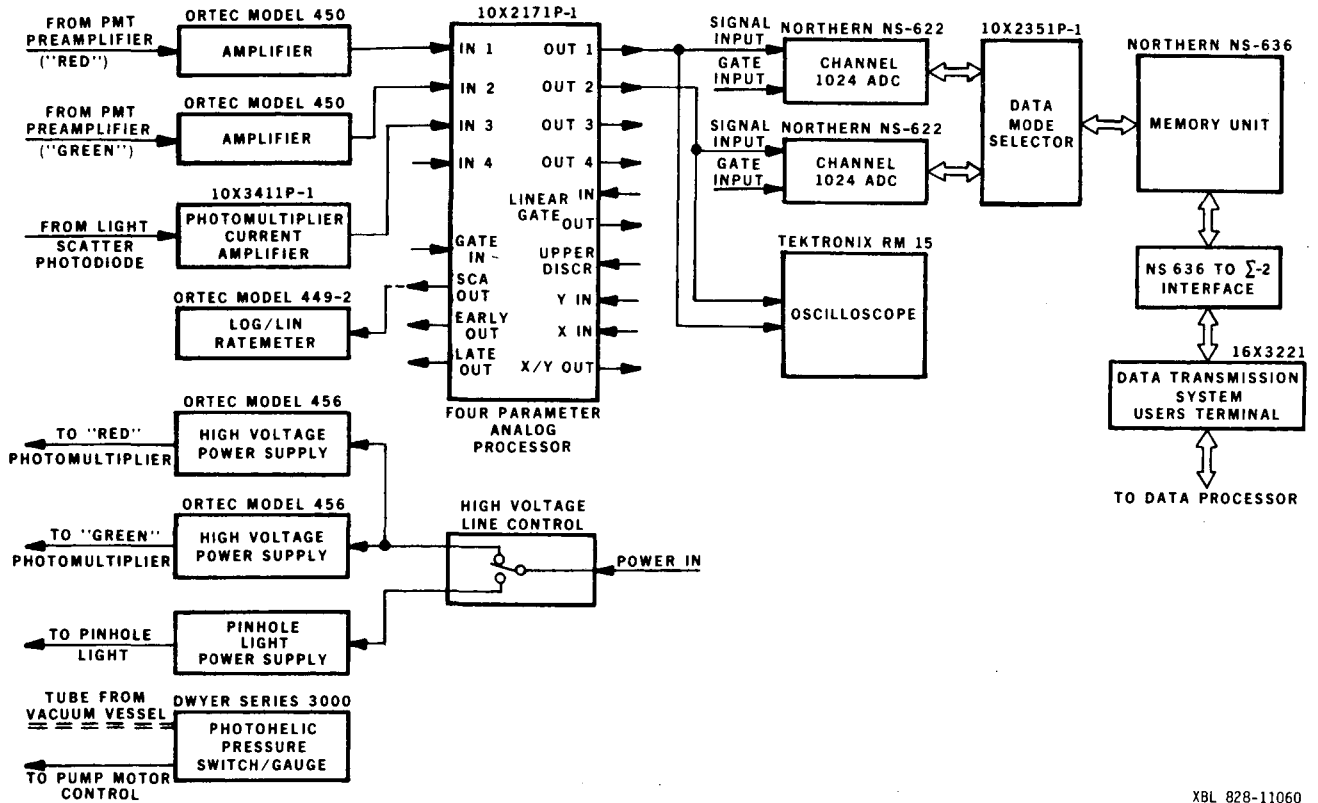 FROM PMT
PREAMPLIFIER
("RED")
ORTEC MODEL 450
AMPLIFIER
FROM PMT
PREAMPLIFIER
("GREEN")
ORTEC MODEL 450
AMPLIFIER
FROM LIGHT
SCATTER
PHOTODIODE
10X3411P-1
PHOTOMULTIPLIER
CURRENT
AMPLIFIER
ORTEC MODEL 449-2
LOG/LIN
RATEMETER
10X2171P-1
IN 1
IN 2
IN 3
IN 4
GATE
IN
SCA
OUT
EARLY
OUT
LATE
OUT
OUT 1
OUT 2
OUT 3
OUT 4
LINEAR IN
GATE OUT
UPPER
DISCR
Y IN
X IN
X/Y OUT
FOUR PARAMETER
ANALOG
PROCESSOR
SIGNAL
INPUT
GATE
INPUT
NORTHERN NS-622
CHANNEL
1024 ADC
SIGNAL
INPUT
GATE
INPUT
NORTHERN NS-622
CHANNEL
1024 ADC
TEKTRONIX RM 15
OSCILLOSCOPE
10X2351P-1
DATA
MODE
SELECTOR
NORTHERN NS-636
MEMORY UNIT
NS 636 TO Σ-2
INTERFACE
16X3221
DATA TRANSMISSION
SYSTEM
USERS TERMINAL
TO DATA PROCESSOR
TO "RED"
PHOTOMULTIPLIER
ORTEC MODEL 456
HIGH VOLTAGE
POWER SUPPLY
TO "GREEN"
PHOTOMULTIPLIER
ORTEC MODEL 456
HIGH VOLTAGE
POWER SUPPLY
HIGH VOLTAGE
LINE CONTROL
POWER IN
TO PINHOLE
LIGHT
PINHOLE
LIGHT
POWER SUPPLY
TUBE FROM
VACUUM VESSEL
DWYER SERIES 3000
PHOTOHELIC
PRESSURE
SWITCH/GAUGE
TO PUMP MOTOR
CONTROL
XBL 828-11060